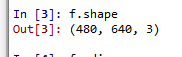 In [3]: f.shape
Out[3]: (480, 640, 3)